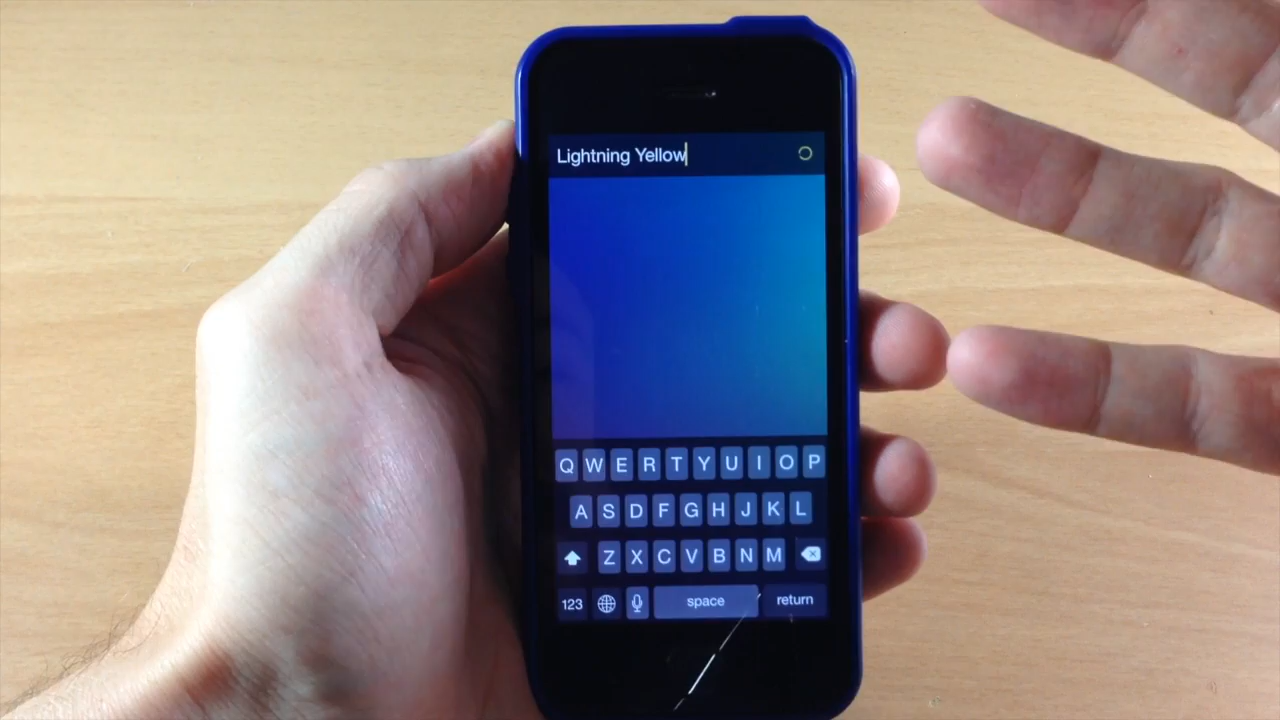 Lightning Yellow
Q W E R T Y U I O P
A S D F G H J K L
Z X C V B N M
123 space return